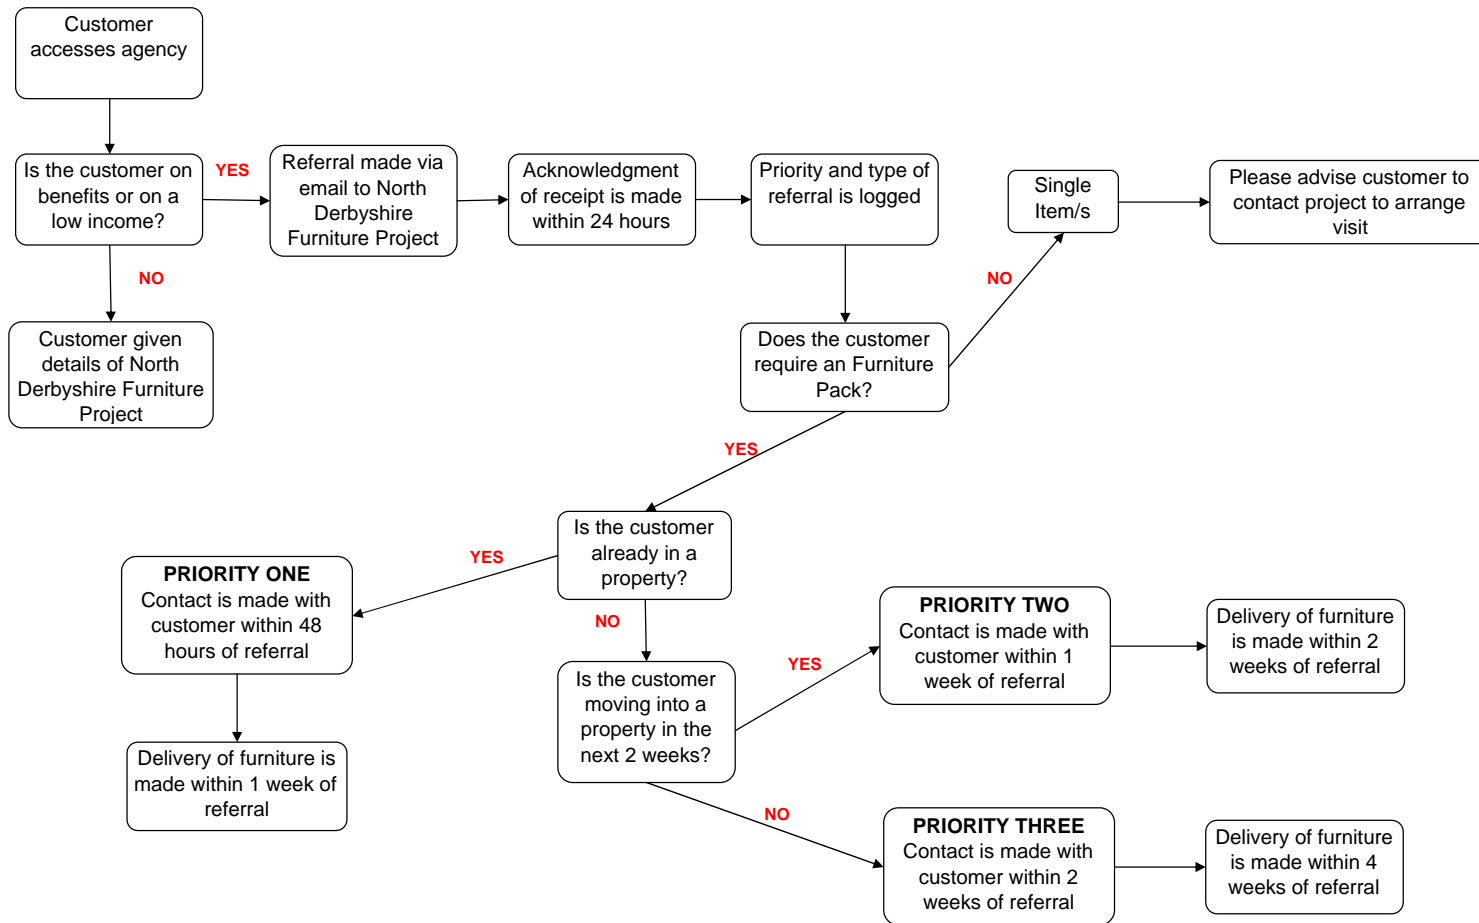 Customer
accesses agency
Is the customer on
benefits or on a
low income?
YES
Referral made via
email to North
Derbyshire
Furniture Project
Acknowledgment
of receipt is made
within 24 hours
Priority and type of
referral is logged
Single
Item/s
Please advise customer to
contact project to arrange
visit
NO
NO
Customer given
details of North
Derbyshire Furniture
Project
Does the customer
require an Furniture
Pack?
YES
Is the customer
already in a
property?
YES
PRIORITY ONE
Contact is made with
customer within 48
hours of referral
Delivery of furniture is
made within 1 week of
referral
NO
Is the customer
moving into a
property in the
next 2 weeks?
YES
PRIORITY TWO
Contact is made with
customer within 1
week of referral
Delivery of furniture
is made within 2
weeks of referral
NO
PRIORITY THREE
Contact is made with
customer within 2
weeks of referral
Delivery of furniture
is made within 4
weeks of referral